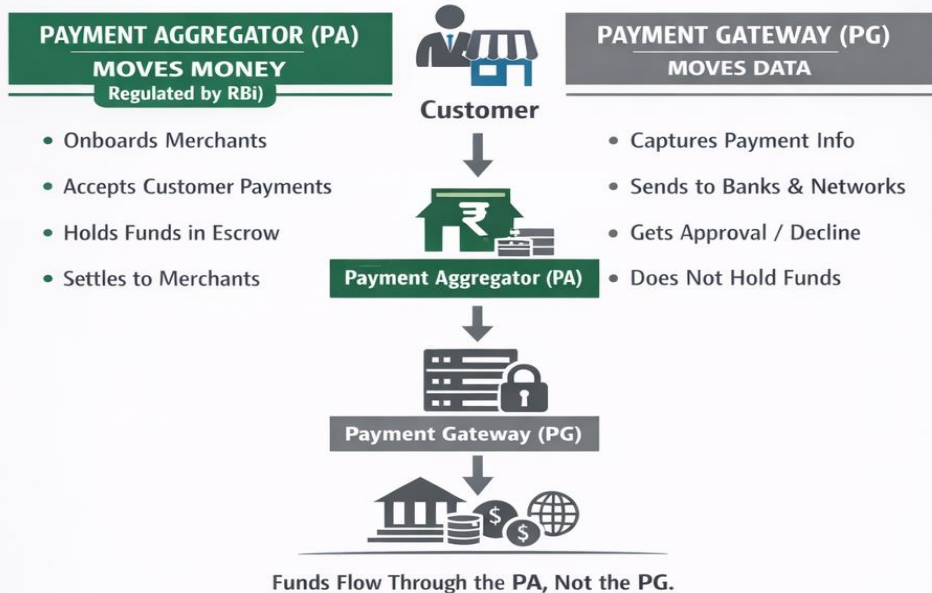 PAYMENT AGGREGATOR (PA)
MOVES MONEY
Regulated by RBi)
• Onboards Merchants
• Accepts Customer Payments
• Holds Funds in Escrow
• Settles to Merchants
Customer
₹
Payment Aggregator (PA)
Payment Gateway (PG)
$
$
PAYMENT GATEWAY (PG)
MOVES DATA
• Captures Payment Info
• Sends to Banks & Networks
• Gets Approval / Decline
• Does Not Hold Funds
Funds Flow Through the PA, Not the PG.